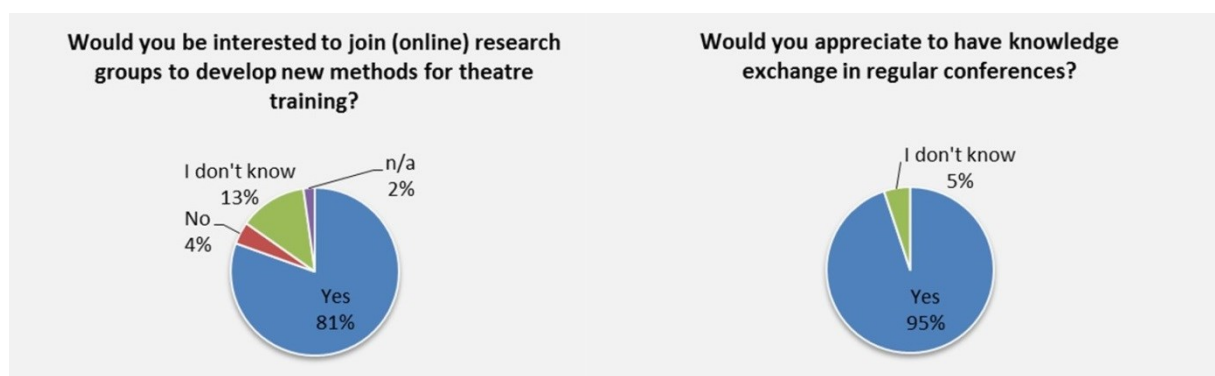 Would you be interested to join (online) research
groups to develop new methods for theatre
training?
I don't know
13%
n/a
2%
No
4%
Yes
81%
Would you appreciate to have knowledge
exchange in regular conferences?
I don't know
5%
Yes
95%